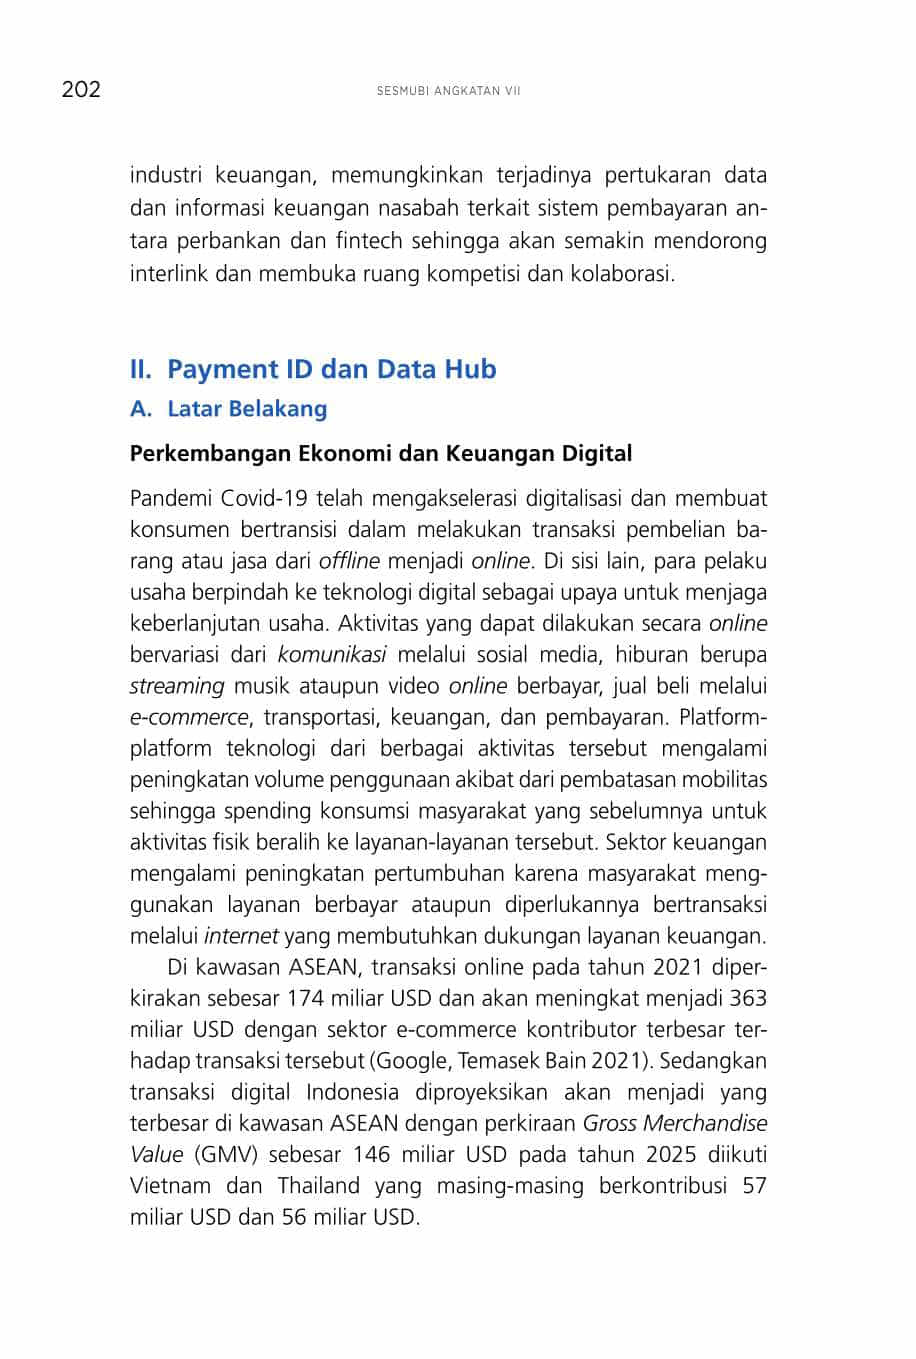 202
SESMUBI ANGKATAN VII
industri keuangan, memungkinkan terjadinya pertukaran data
dan informasi keuangan nasabah terkait sistem pembayaran an-
tara perbankan dan fintech sehingga akan semakin mendorong
interlink dan membuka ruang kompetisi dan kolaborasi.
II. Payment ID dan Data Hub
A. Latar Belakang
Perkembangan Ekonomi dan Keuangan Digital
Pandemi Covid-19 telah mengakselerasi digitalisasi dan membuat
konsumen bertransisi dalam melakukan transaksi pembelian ba-
rang atau jasa dari offline menjadi online. Di sisi lain, para pelaku
usaha berpindah ke teknologi digital sebagai upaya untuk menjaga
keberlanjutan usaha. Aktivitas yang dapat dilakukan secara online
bervariasi dari komunikasi melalui sosial media, hiburan berupa
streaming musik ataupun video online berbayar, jual beli melalui
e-commerce, transportasi, keuangan, dan pembayaran. Platform-
platform teknologi dari berbagai aktivitas tersebut mengalami
peningkatan volume penggunaan akibat dari pembatasan mobilitas
sehingga spending konsumsi masyarakat yang sebelumnya untuk
aktivitas fisik beralih ke layanan-layanan tersebut. Sektor keuangan
mengalami peningkatan pertumbuhan karena masyarakat meng-
gunakan layanan berbayar ataupun diperlukannya bertransaksi
melalui internet yang membutuhkan dukungan layanan keuangan.
Di kawasan ASEAN, transaksi online pada tahun 2021 diper-
kirakan sebesar 174 miliar USD dan akan meningkat menjadi 363
miliar USD dengan sektor e-commerce kontributor terbesar ter-
hadap transaksi tersebut (Google, Temasek Bain 2021). Sedangkan
transaksi digital Indonesia diproyeksikan akan menjadi yang
terbesar di kawasan ASEAN dengan perkiraan Gross Merchandise
Value (GMV) sebesar 146 miliar USD pada tahun 2025 diikuti
Vietnam dan Thailand yang masing-masing berkontribusi 57
miliar USD dan 56 miliar USD.